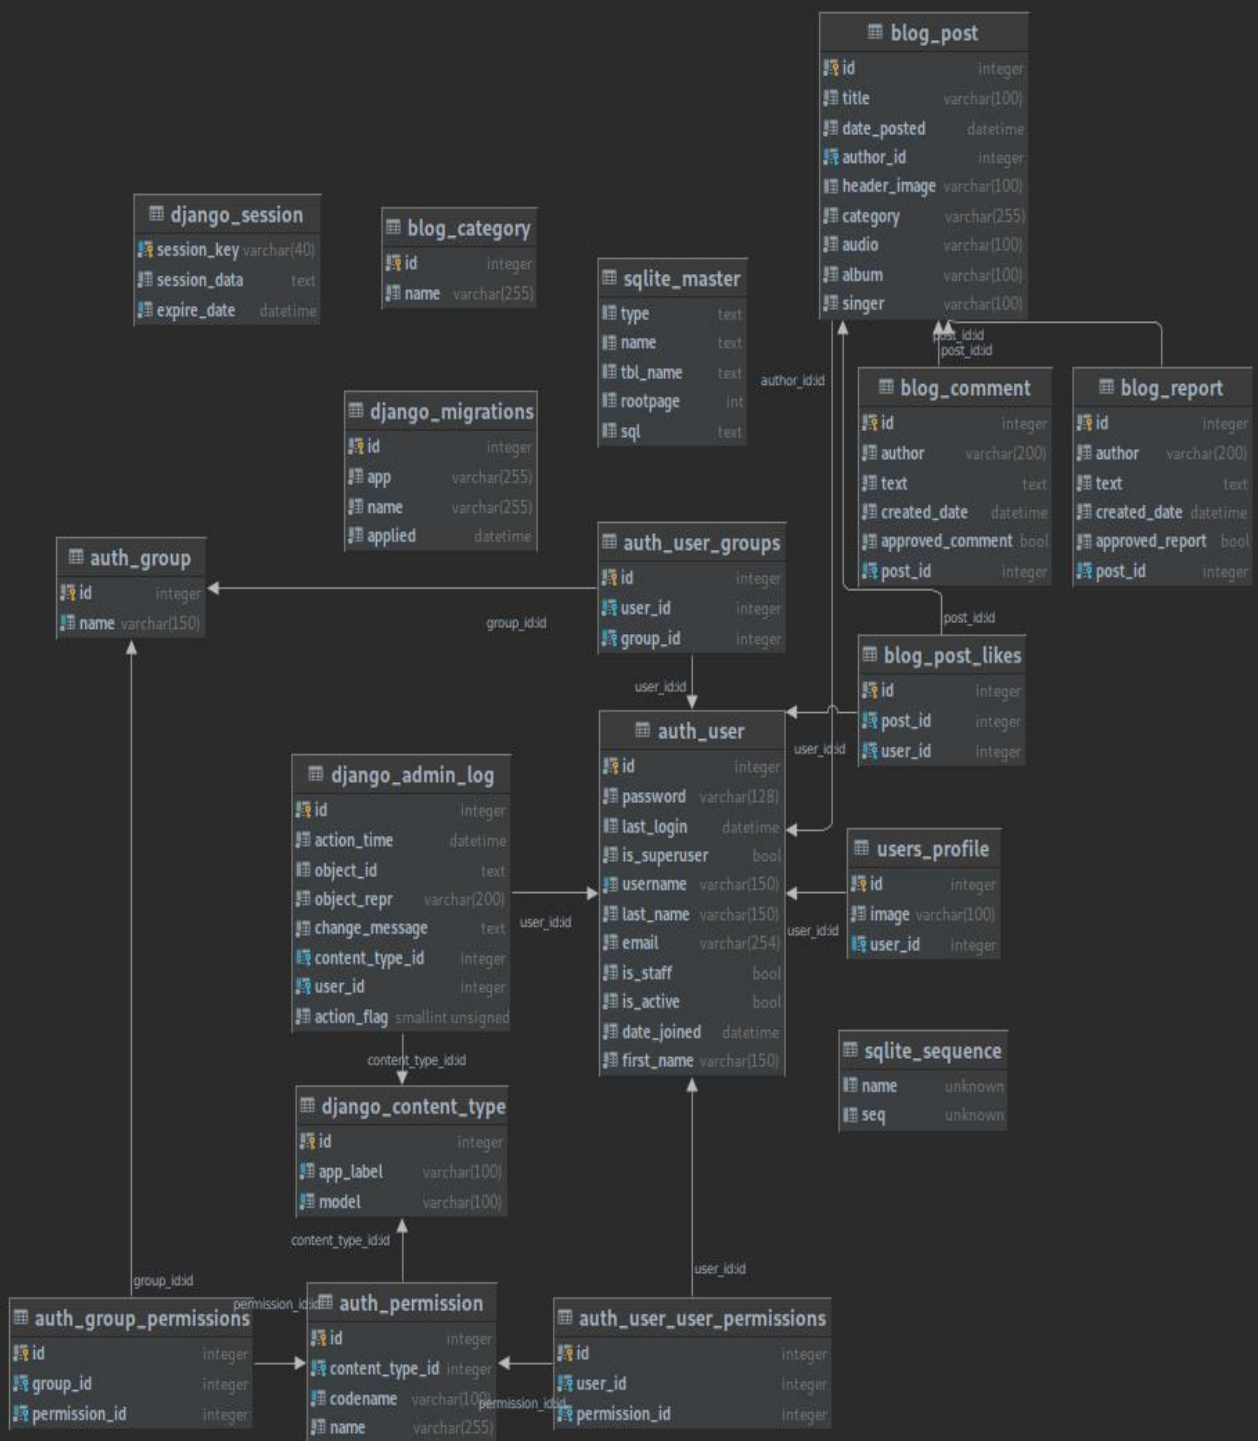 blog_post
id integer
title varchar(100)
date_posted datetime
author_id integer
header_image varchar(100)
category varchar(255)
audio varchar(100)
album varchar(100)
singer varchar(100)
django_session
session_key varchar(40)
session_data text
expire_date datetime
blog_category
id integer
name varchar(255)
sqlite_master
type text
name text
tbl_name text
rootpage int
sql text
post_id:id
post_id:id
author_id:id
blog_comment
id integer
author varchar(200)
text text
created_date datetime
approved_comment bool
post_id integer
blog_report
id integer
author varchar(200)
text text
created_date datetime
approved_report bool
post_id integer
django_migrations
id integer
app varchar(255)
name varchar(255)
applied datetime
auth_group
id integer
name varchar(150)
group_id:id
auth_user_groups
id integer
user_id integer
group_id integer
user_id:id
post_id:id
blog_post_likes
id integer
post_id integer
user_id integer
user_id:id
auth_user
id integer
password varchar(128)
last_login datetime
is_superuser bool
username varchar(150)
last_name varchar(150)
email varchar(254)
is_staff bool
is_active bool
date_joined datetime
first_name varchar(150)
django_admin_log
id integer
action_time datetime
object_id text
object_repr varchar(200)
change_message text
content_type_id integer
user_id integer
action_flag smallint unsigned
user_id:id
users_profile
id integer
image varchar(100)
user_id integer
user_id:id
content_type_id:id
django_content_type
id integer
app_label varchar(100)
model varchar(100)
sqlite_sequence
name unknown
seq unknown
content_type_id:id
group_id:id
user_id:id
permission_id:id
auth_group_permissions
id integer
group_id integer
permission_id integer
auth_permission
id integer
content_type_id integer
codename varchar(100)
name varchar(255)
permission_id:id
auth_user_user_permissions
id integer
user_id integer
permission_id integer